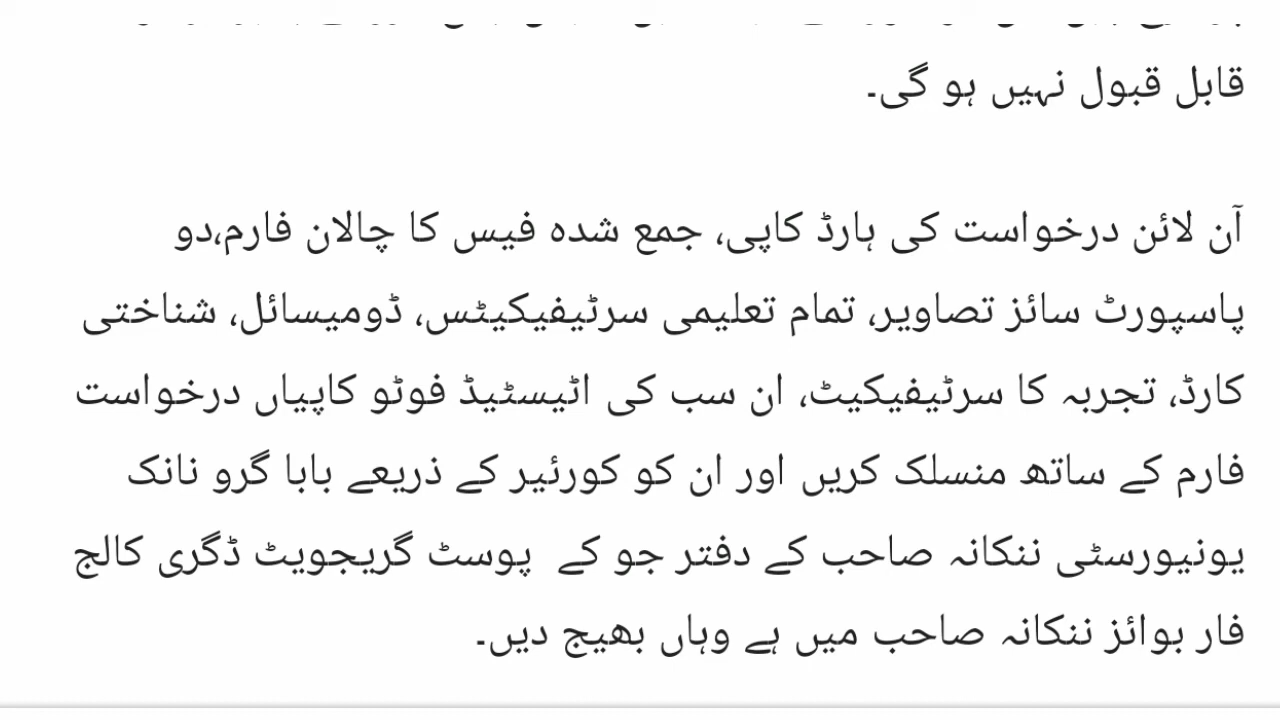 قابل قبول نہیں ہو گی۔
آن لائن درخواست کی ہارڈ کاپی، جمع شدہ فیس کا چالان فارم،دو
پاسپورٹ سائز تصاویر، تمام تعلیمی سرٹیفیکیٹس، ڈومیسائل، شناختی
کارڈ، تجربہ کا سرٹیفیکیٹ، ان سب کی اٹیسٹیڈ فوٹو کاپیاں درخواست
فارم کے ساتھ منسلک کریں اور ان کو کورئیر کے ذریعے بابا گرو نانک
یونیورسٹی ننکانہ صاحب کے دفتر جو کے پوسٹ گریجویٹ ڈگری کالج
فار بوائز ننکانہ صاحب میں ہے وہاں بھیج دیں۔